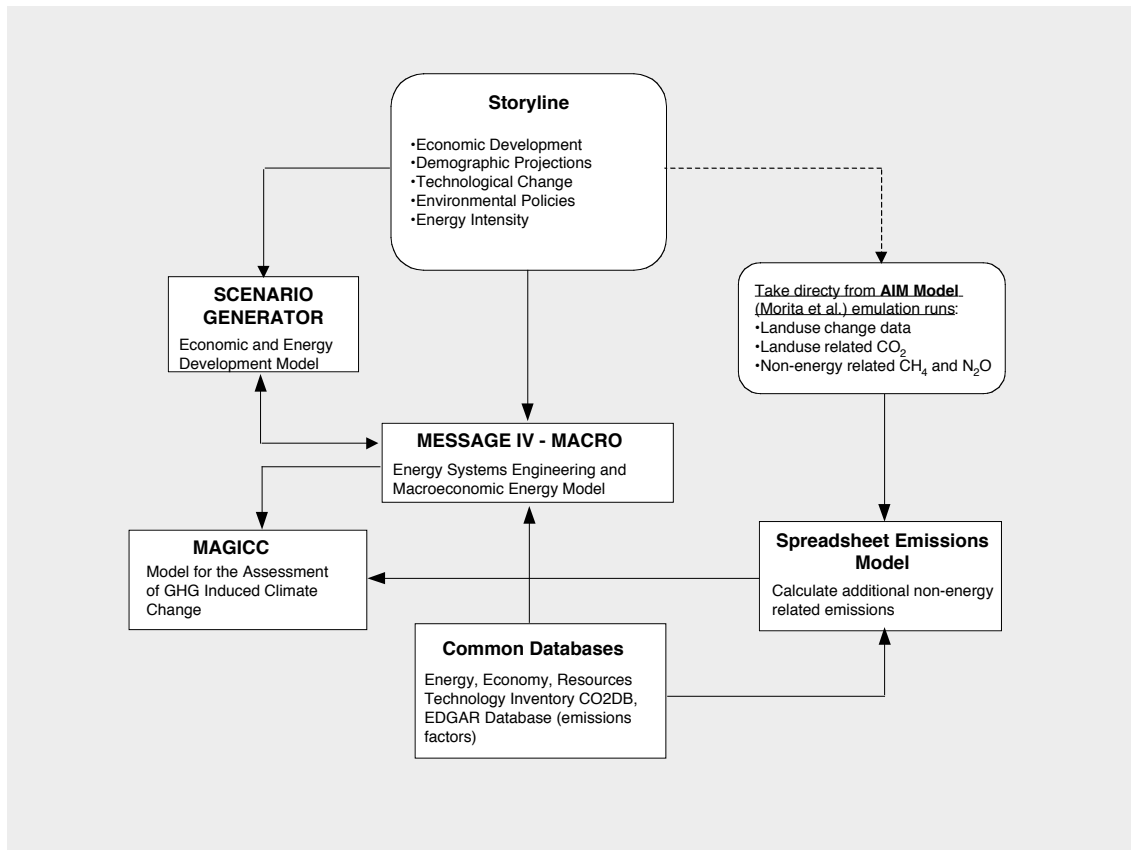 Storyline
•Economic Development
•Demographic Projections
•Technological Change
•Environmental Policies
•Energy Intensity
SCENARIO
GENERATOR
Economic and Energy
Development Model
Take directy from AIM Model
(Morita et al.) emulation runs:
•Landuse change data
•Landuse related CO₂
•Non-energy related CH₄ and N₂O
MESSAGE IV - MACRO
Energy Systems Engineering and
Macroeconomic Energy Model
MAGICC
Model for the Assessment
of GHG Induced Climate
Change
Spreadsheet Emissions
Model
Calculate additional non-energy
related emissions
Common Databases
Energy, Economy, Resources
Technology Inventory CO2DB,
EDGAR Database (emissions
factors)